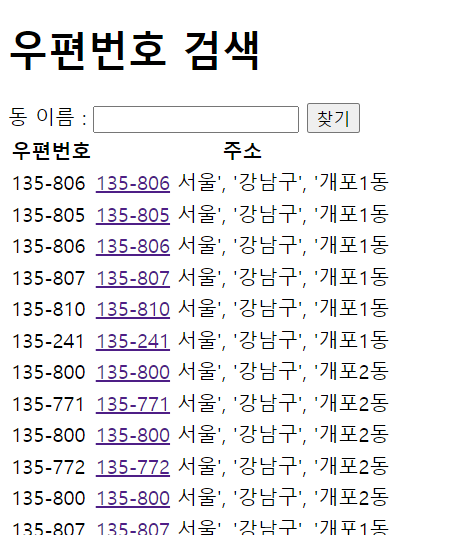 우편번호 검색
동 이름 : 찾기
우편번호 주소
135-806 135-806 서울', '강남구', '개포1동
135-805 135-805 서울', '강남구', '개포1동
135-806 135-806 서울', '강남구', '개포1동
135-807 135-807 서울', '강남구', '개포1동
135-810 135-810 서울', '강남구', '개포1동
135-241 135-241 서울', '강남구', '개포1동
135-800 135-800 서울', '강남구', '개포2동
135-771 135-771 서울', '강남구', '개포2동
135-800 135-800 서울', '강남구', '개포2동
135-772 135-772 서울', '강남구', '개포2동
135-800 135-800 서울', '강남구', '개포2동
135-807 135-807 서울', '강남구', '개포1동